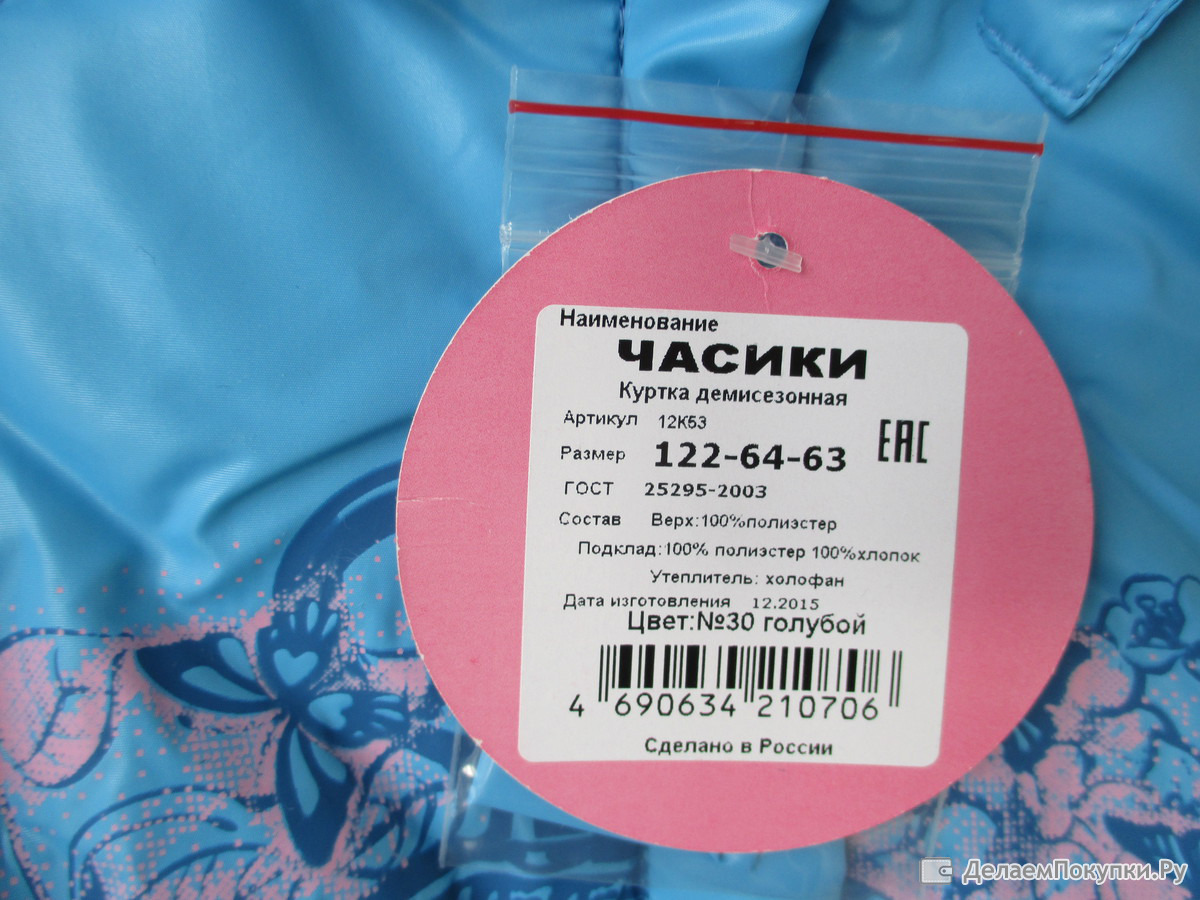 Наименование
ЧАСИКИ
Куртка демисезонная
Артикул 12К53
Размер 122-64-63
ЕАС
ГОСТ 25295-2003
Состав Верх:100%полиэстер
Подклад:100% полиэстер 100%хлопок
Утеплитель: холофан
Дата изготовления 12.2015
Цвет:№30 голубой
4 690634 210706
Сделано в России
ДелаемПокупки.Ру